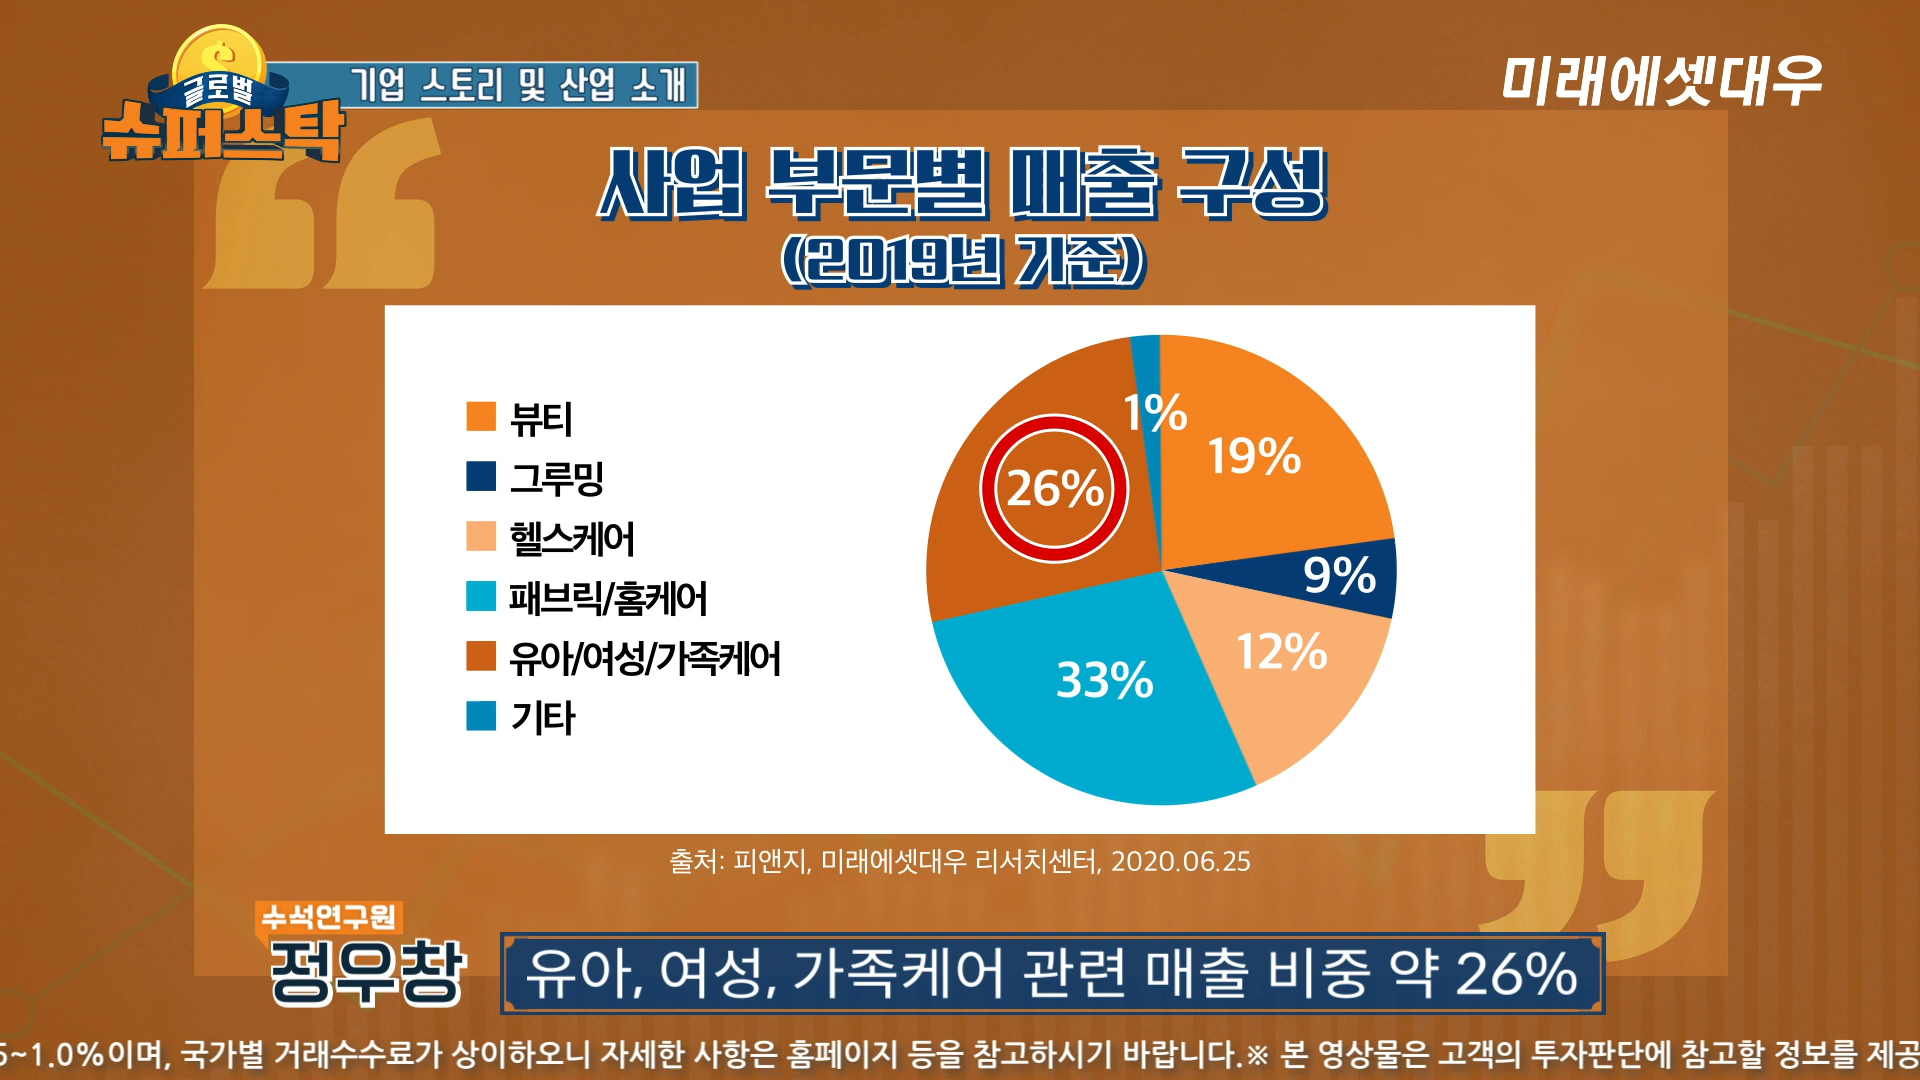 글로벌
슈퍼스탁
기업 스토리 및 산업 소개
미래에셋대우
사업 부문별 매출 구성
(2019년 기준)
뷰티
그루밍
헬스케어
패브릭/홈케어
유아/여성/가족케어
기타
1%
19%
26%
9%
12%
33%
출처: 피앤지, 미래에셋대우 리서치센터, 2020.06.25
수석연구원
정우창
유아, 여성, 가족케어 관련 매출 비중 약 26%
5~1.0%이며, 국가별 거래수수료가 상이하오니 자세한 사항은 홈페이지 등을 참고하시기 바랍니다.※ 본 영상물은 고객의 투자판단에 참고할 정보를 제공